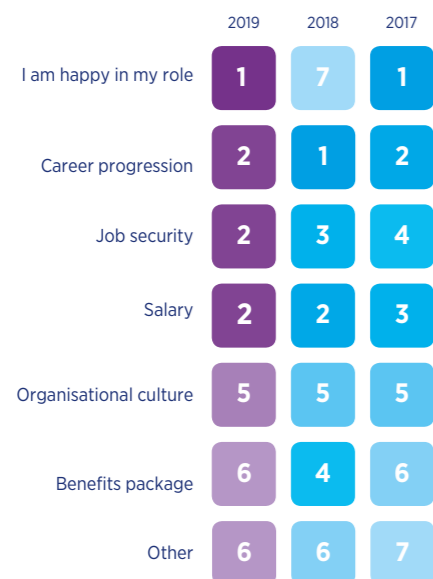 2019 2018 2017
I am happy in my role 1 7 1
Career progression 2 1 2
Job security 2 3 4
Salary 2 2 3
Organisational culture 5 5 5
Benefits package 6 4 6
Other 6 6 7